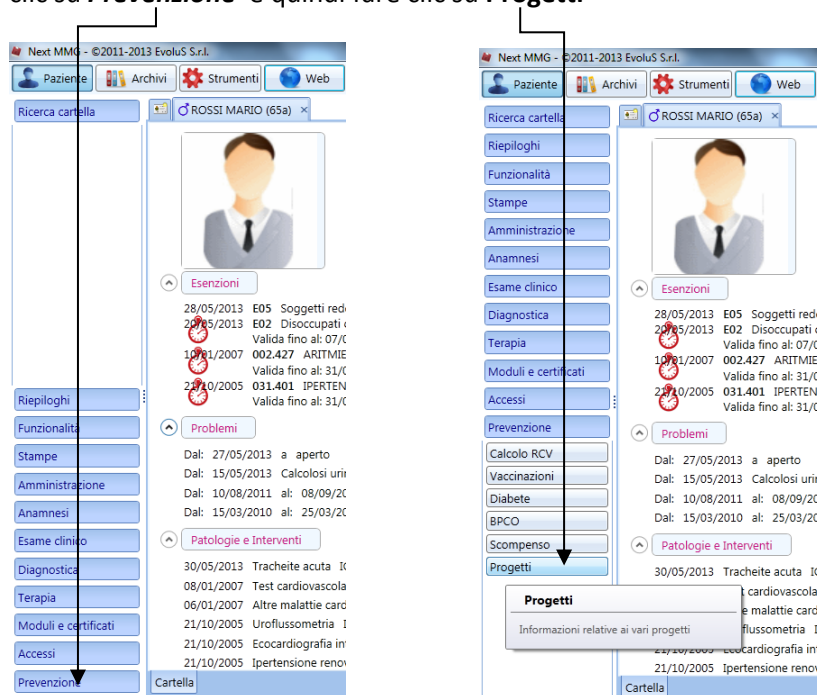 clic su Prevenzione e quindi fare clic su Progetti
Next MMG - ©2011-2013 EvoluS S.r.l.
Paziente Archivi Strumenti Web
Ricerca cartella
ROSSI MARIO (65a) ×
Esenzioni
28/05/2013 E05 Soggetti
20/05/2013 E02 Disoccupati
Valida fino al: 07/0
10/01/2007 002.427 ARITMIE
Valida fino al: 31/0
21/10/2005 031.401 IPERTEN
Valida fino al: 31/0
Riepiloghi
Funzionalità
Stampe
Amministrazione
Anamnesi
Esame clinico
Diagnostica
Terapia
Moduli e certificati
Accessi
Prevenzione
Problemi
Dal: 27/05/2013 a aperto
Dal: 15/05/2013 Calcolosi urin
Dal: 10/08/2011 al: 08/09/20
Dal: 15/03/2010 al: 25/03/20
Patologie e Interventi
30/05/2013 Tracheite acuta
08/01/2007 Test cardiovascola
06/01/2007 Altre malattie card
21/10/2005 Uroflussometria
21/10/2005 Ecocardiografia in
21/10/2005 Ipertensione renov
Cartella
Next MMG - ©2011-2013 EvoluS S.r.l.
Paziente Archivi Strumenti Web
Ricerca cartella
Riepiloghi
Funzionalità
Stampe
Amministrazione
Anamnesi
Esame clinico
Diagnostica
Terapia
Moduli e certificati
Accessi
Prevenzione
Calcolo RCV
Vaccinazioni
Diabete
BPCO
Scompenso
Progetti
Progetti
Informazioni relative ai vari progetti
ROSSI MARIO (65a) ×
Esenzioni
28/05/2013 E05 Soggetti
20/05/2013 E02 Disoccupati
Valida fino al: 07/0
10/01/2007 002.427 ARITMIE
Valida fino al: 31/0
21/10/2005 031.401 IPERTEN
Valida fino al: 31/0
Problemi
Dal: 27/05/2013 a aperto
Dal: 15/05/2013 Calcolosi uri
Dal: 10/08/2011 al: 08/09/20
Dal: 15/03/2010 al: 25/03/20
Patologie e Interventi
30/05/2013 Tracheite acuta
cardiovascola
e malattie card
flussometria
21/10/2005 Ecocardiografia in
21/10/2005 Ipertensione renov
Cartella